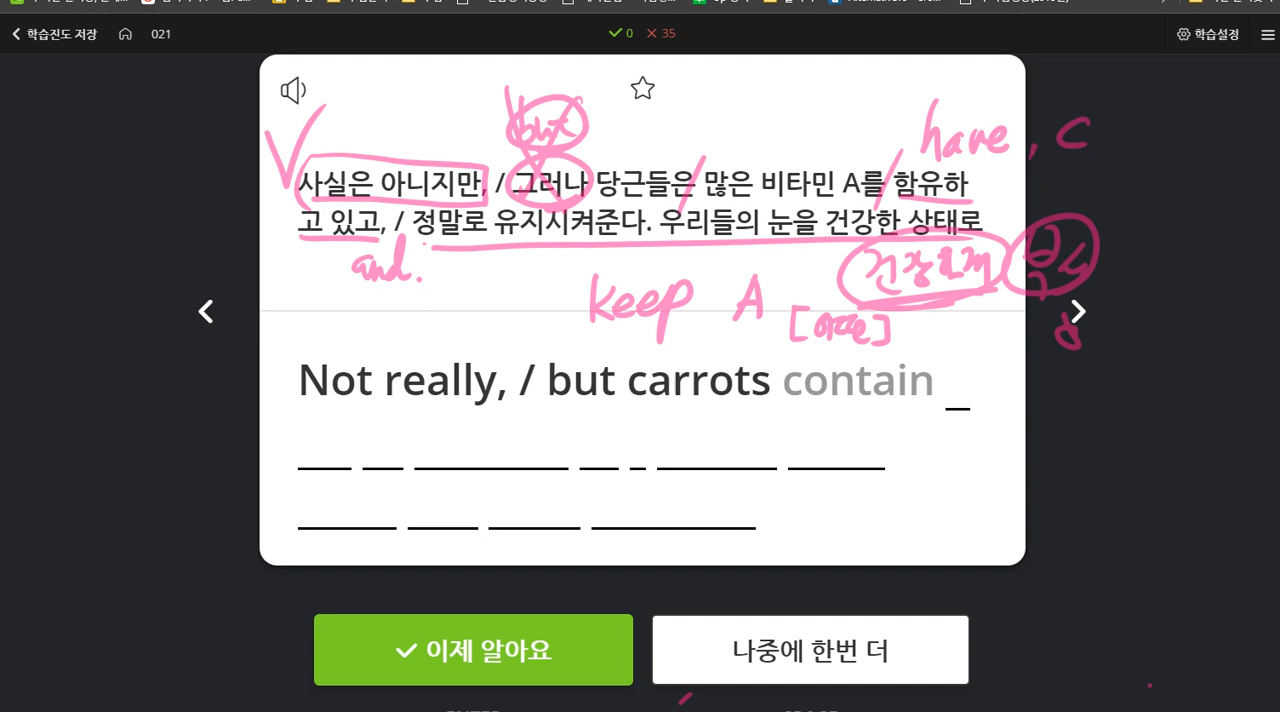 학습진도 저장 021 0 35 학습설정
but
have, C
사실은 아니지만, / 그러나 당근들은 많은 비타민 A를 함유하
고 있고, / 정말로 유지시켜준다. 우리들의 눈을 건강한 상태로
and.
keep A
Not really, / but carrots contain _
이제 알아요
나중에 한번 더